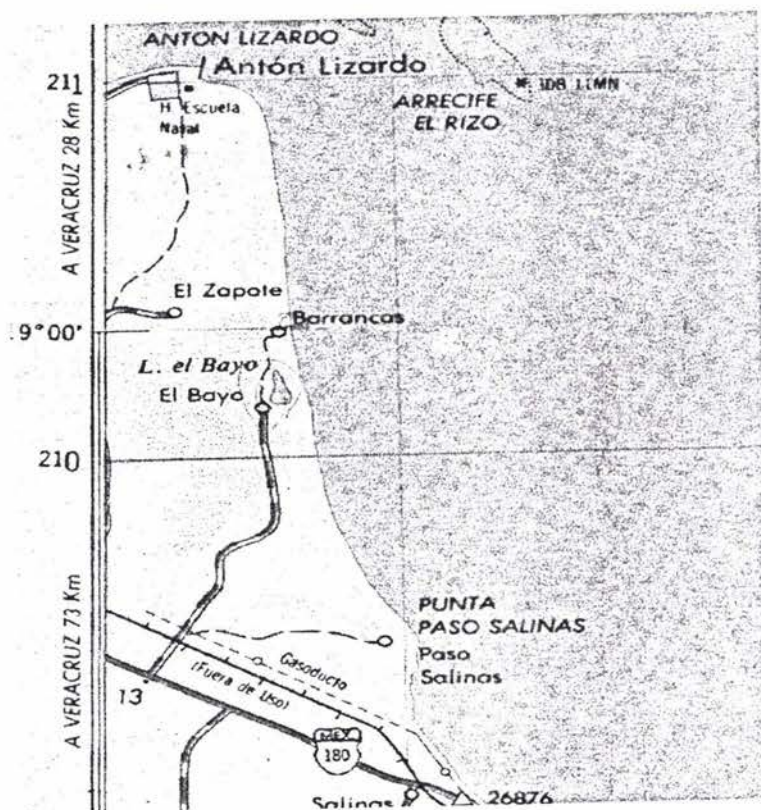 ANTON LIZARDO
Antón Lizardo
211
H. Escuela
Naval
ARRECIFE
EL RIZO
A VERACRUZ 28 Km
El Zapote
9°00'
Barrancas
L. el Bayo
El Bayo
210
PUNTA
PASO SALINAS
Paso
Salinas
A VERACRUZ 73 Km
Gasoducto
(Fuera de Uso)
13
MEX
180
Salinas
26876